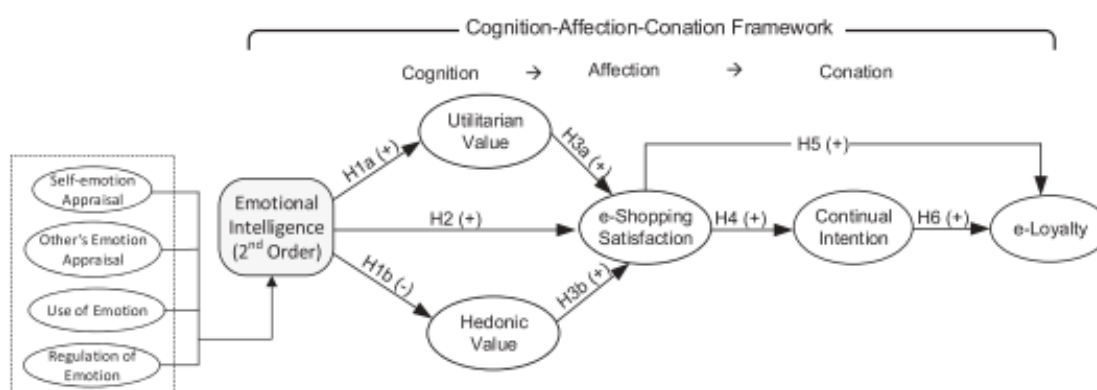 Cognition-Affection-Conation Framework
Cognition → Affection → Conation
Utilitarian
Value
H1a (+)
H3a (+)
H5 (+)
Self-emotion
Appraisal
Other's Emotion
Appraisal
Use of Emotion
Regulation of
Emotion
Emotional
Intelligence
(2nd Order)
H2 (+)
e-Shopping
Satisfaction
H4 (+)
Continual
Intention
H6 (+)
e-Loyalty
H1b (-)
H3b (+)
Hedonic
Value